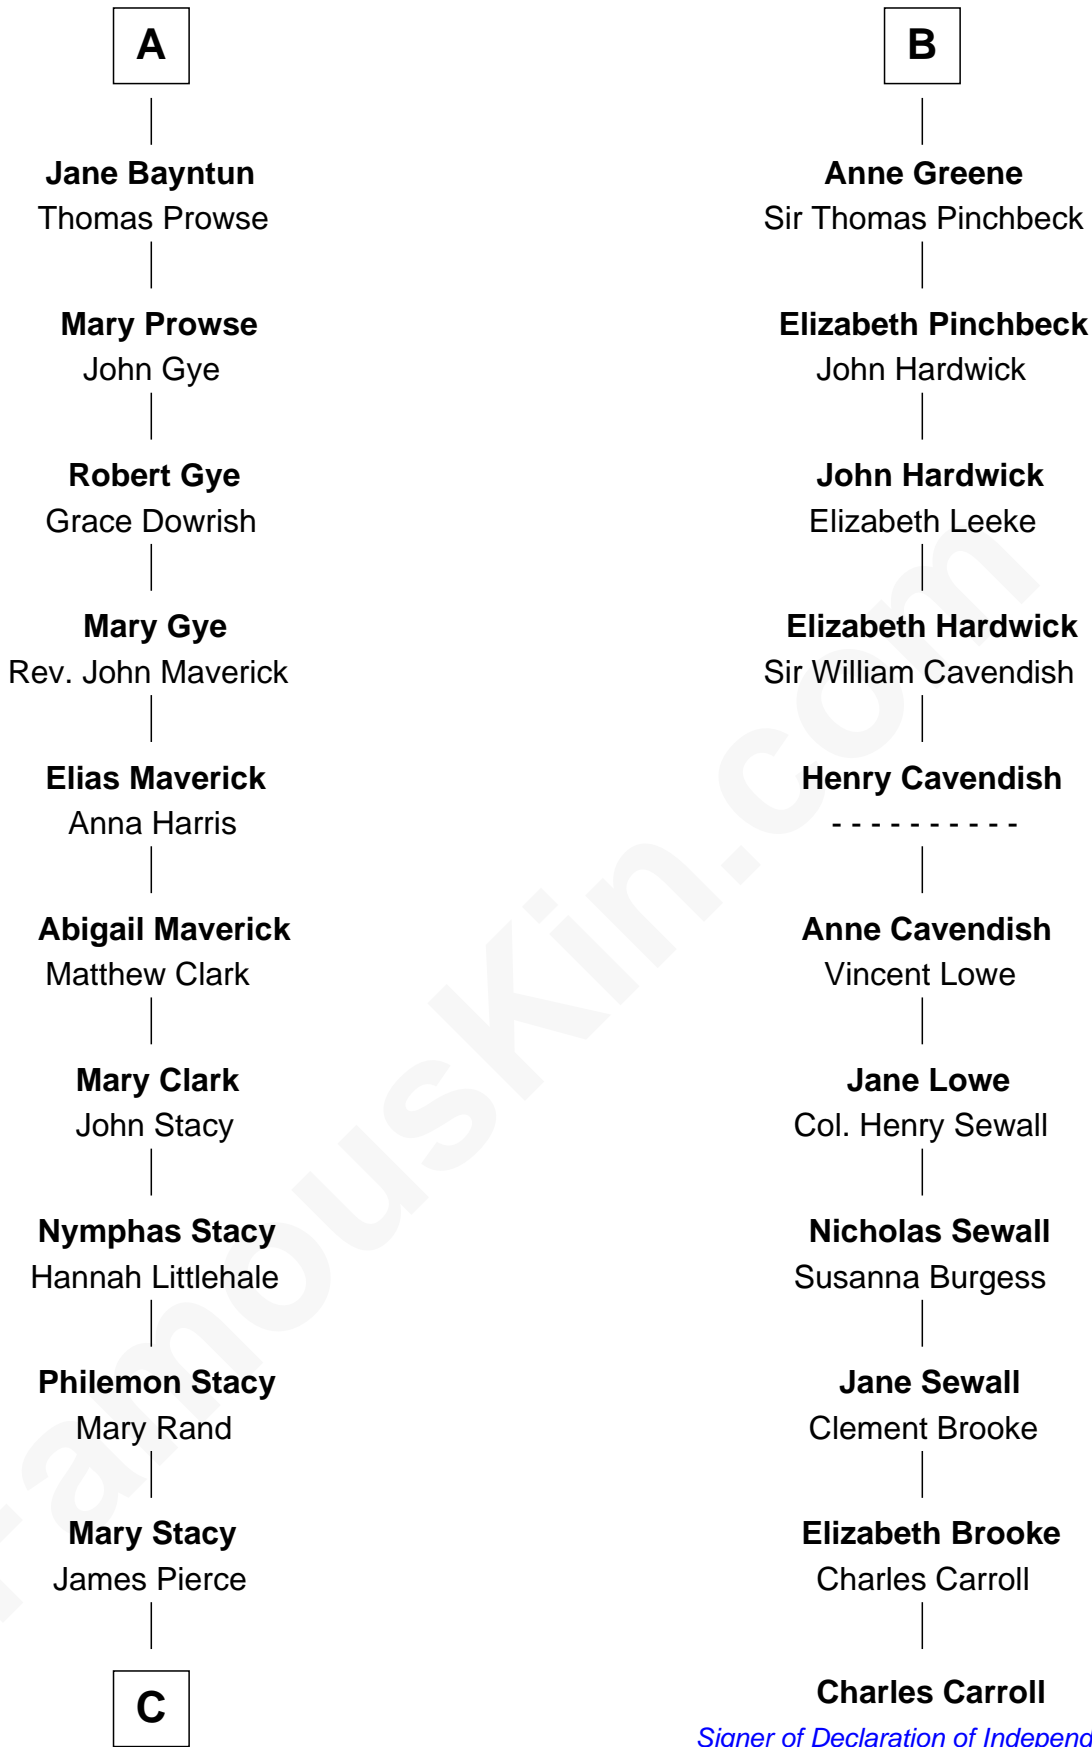 A
Jane Bayntun
Thomas Prowse
Mary Prowse
John Gye
Robert Gye
Grace Dowrish
Mary Gye
Rev. John Maverick
Elias Maverick
Anna Harris
Abigail Maverick
Matthew Clark
Mary Clark
John Stacy
Nymphas Stacy
Hannah Littlehale
Philemon Stacy
Mary Rand
Mary Stacy
James Pierce
C
B
Anne Greene
Sir Thomas Pinchbeck
Elizabeth Pinchbeck
John Hardwick
John Hardwick
Elizabeth Leeke
Elizabeth Hardwick
Sir William Cavendish
Henry Cavendish
- - - - - - - - - -
Anne Cavendish
Vincent Lowe
Jane Lowe
Col. Henry Sewall
Nicholas Sewall
Susanna Burgess
Jane Sewall
Clement Brooke
Elizabeth Brooke
Charles Carroll
Charles Carroll
Signer of Declaration of Independ
FamousKin.com